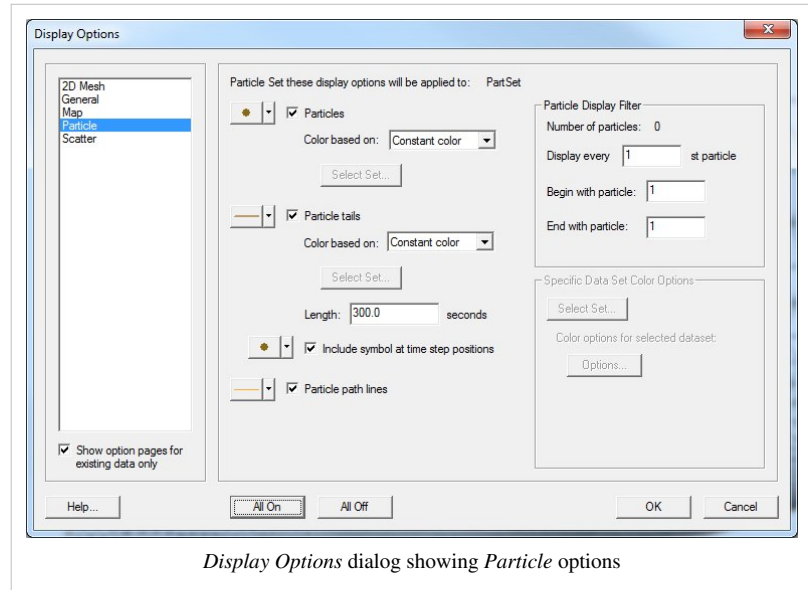 Display Options
2D Mesh
General
Map
Particle
Scatter
Show option pages for
existing data only
Particle Set these display options will be applied to: PartSet
Particles
Color based on: Constant color
Select Set...
Particle tails
Color based on: Constant color
Select Set...
Length: 300.0 seconds
Include symbol at time step positions
Particle path lines
Particle Display Filter
Number of particles: 0
Display every 1 st particle
Begin with particle: 1
End with particle: 1
Specific Data Set Color Options
Select Set...
Color options for selected dataset:
Options...
Help...
All On
All Off
OK
Cancel
Display Options dialog showing Particle options